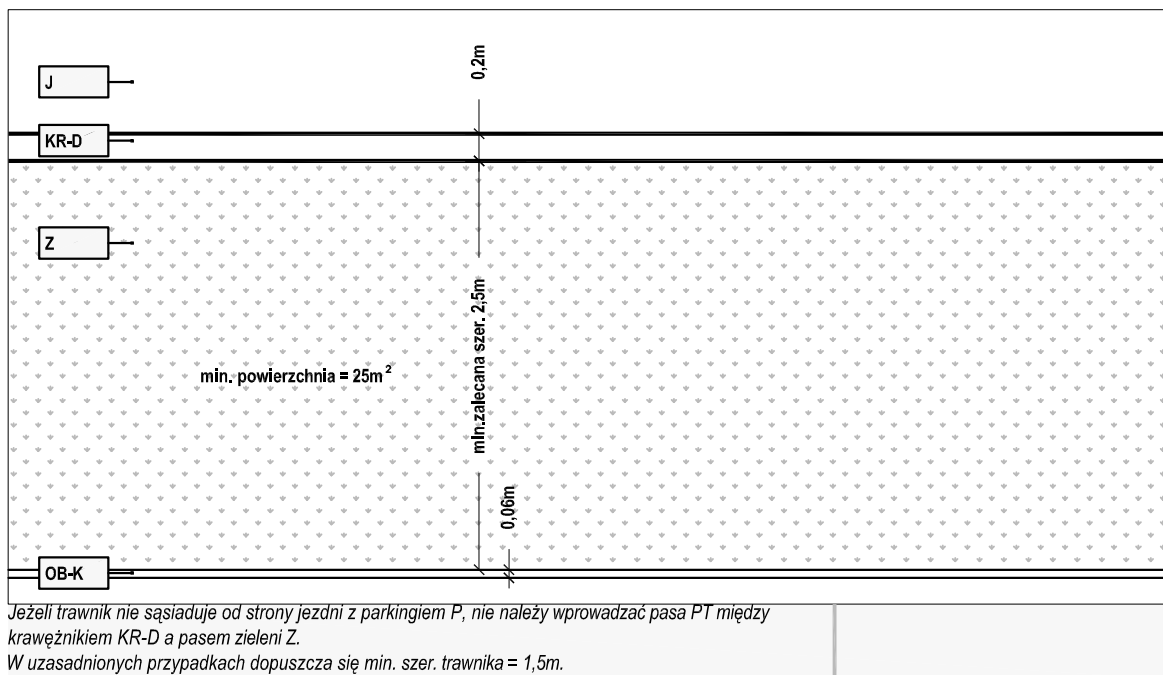 0,2m
J
KR-D
Z
min.zalecana szer. 2,5m
min. powierzchnia = 25m²
0,06m
OB-K
Jeżeli trawnik nie sąsiaduje od strony jezdni z parkingiem P, nie należy wprowadzać pasa PT między
krawężnikiem KR-D a pasem zieleni Z.
W uzasadnionych przypadkach dopuszcza się min. szer. trawnika = 1,5m.